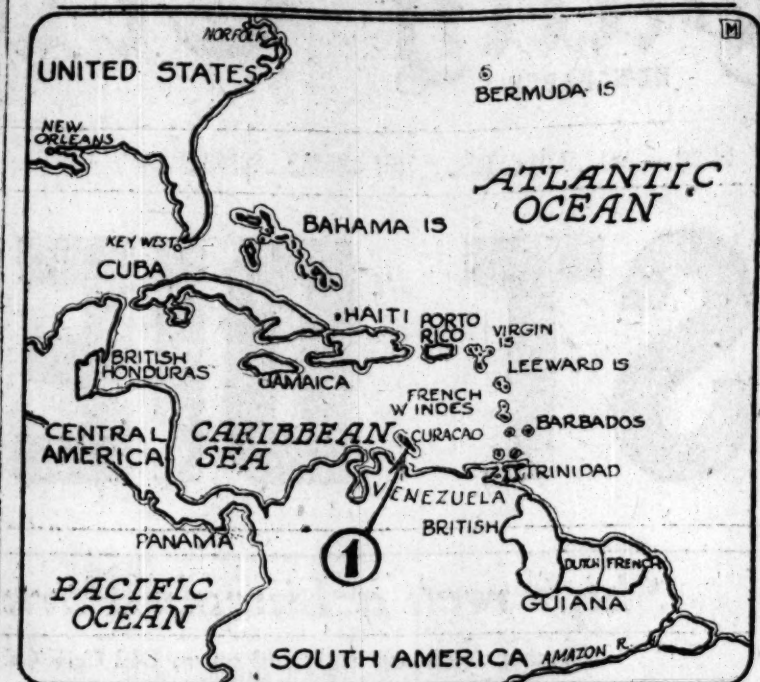 NORFOLK
M
UNITED STATES
BERMUDA IS
NEW
ORLEANS
ATLANTIC
OCEAN
BAHAMA IS
KEY WEST
CUBA
HAITI
PORTO
RICO
VIRGIN
IS
BRITISH
HONDURAS
JAMAICA
LEEWARD IS
FRENCH
W INDES
BARBADOS
CENTRAL
AMERICA
CARIBBEAN
SEA
CURACAO
TRINIDAD
VENEZUELA
BRITISH
PANAMA
1
DUTCH
FRENCH
GUIANA
PACIFIC
OCEAN
SOUTH AMERICA
AMAZON R.